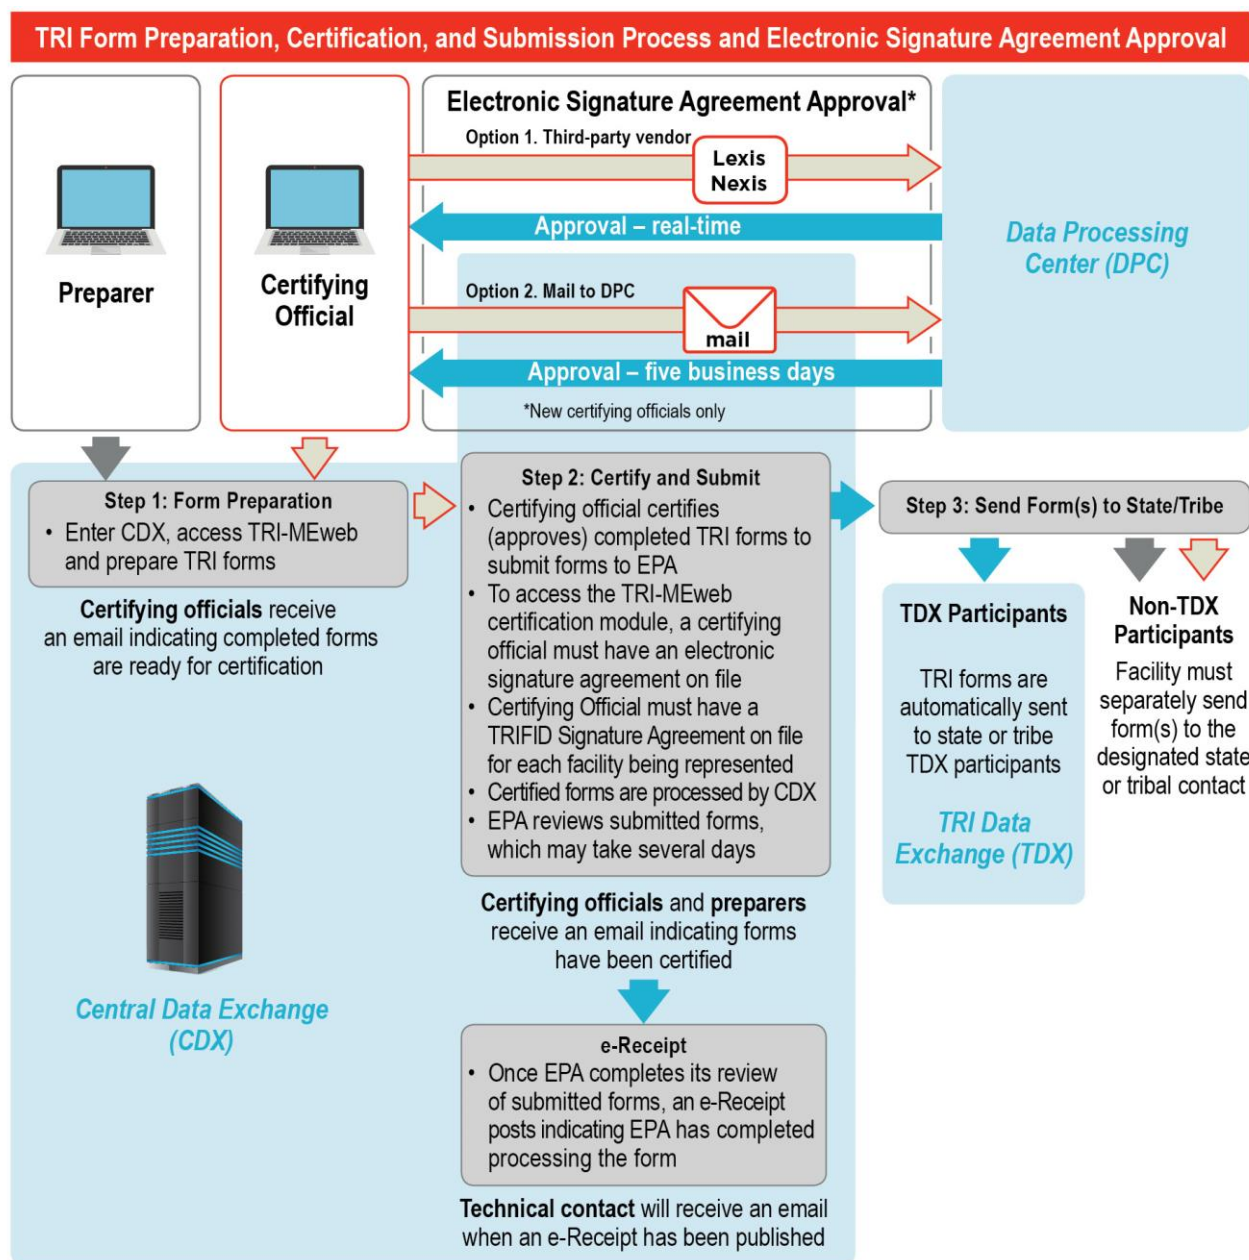 TRI Form Preparation, Certification, and Submission Process and Electronic Signature Agreement Approval
Preparer
Certifying
Official
Electronic Signature Agreement Approval*
Option 1. Third-party vendor
Lexis
Nexis
Approval – real-time
Option 2. Mail to DPC
mail
Approval – five business days
*New certifying officials only
Data Processing
Center (DPC)
Step 1: Form Preparation
• Enter CDX, access TRI-MEweb
and prepare TRI forms
Certifying officials receive
an email indicating completed forms
are ready for certification
Central Data Exchange
(CDX)
Step 2: Certify and Submit
• Certifying official certifies
(approves) completed TRI forms to
submit forms to EPA
• To access the TRI-MEweb
certification module, a certifying
official must have an electronic
signature agreement on file
• Certifying Official must have a
TRIFID Signature Agreement on file
for each facility being represented
• Certified forms are processed by CDX
• EPA reviews submitted forms,
which may take several days
Certifying officials and preparers
receive an email indicating forms
have been certified
e-Receipt
• Once EPA completes its review
of submitted forms, an e-Receipt
posts indicating EPA has completed
processing the form
Technical contact will receive an email
when an e-Receipt has been published
Step 3: Send Form(s) to State/Tribe
TDX Participants
TRI forms are
automatically sent
to state or tribe
TDX participants
TRI Data
Exchange (TDX)
Non-TDX
Participants
Facility must
separately send
form(s) to the
designated state
or tribal contact